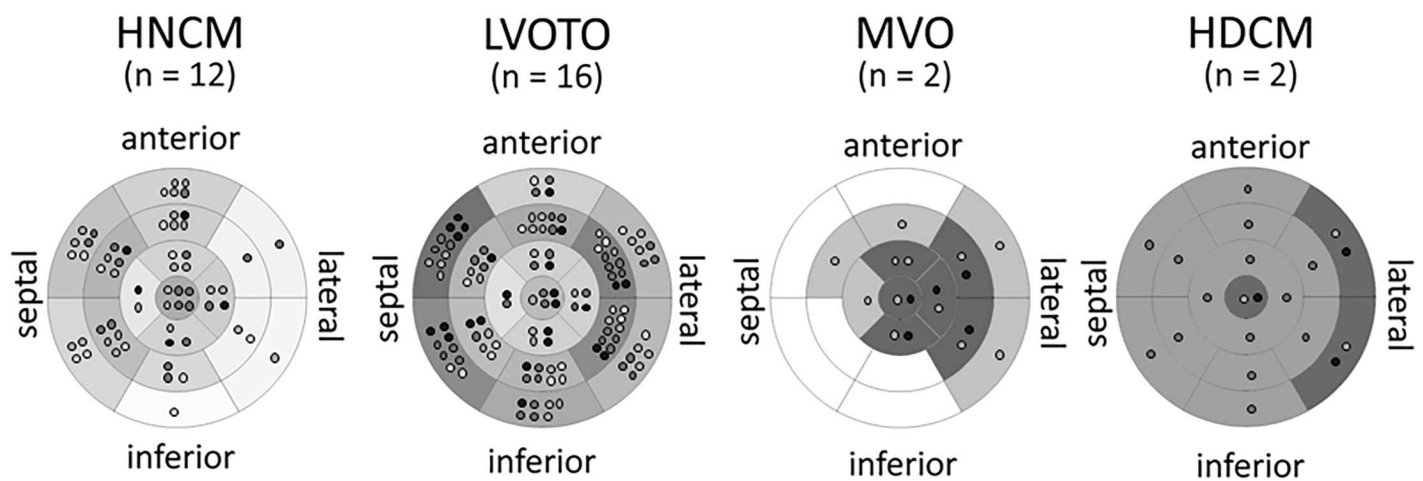 HNCM
(n = 12)
anterior
septal
lateral
inferior
LVOTO
(n = 16)
anterior
septal
lateral
inferior
MVO
(n = 2)
anterior
septal
lateral
inferior
HDCM
(n = 2)
anterior
septal
lateral
inferior